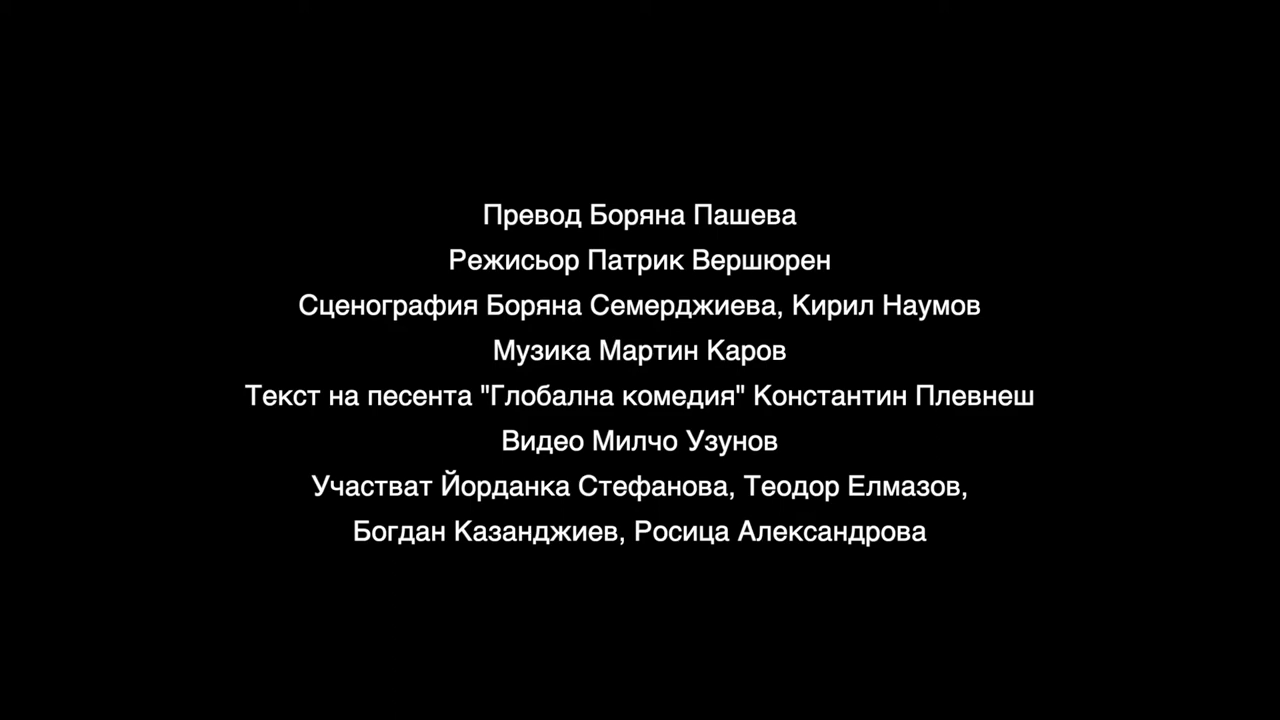 Превод Боряна Пашева
Режисьор Патрик Вершюрен
Сценография Боряна Семерджиева, Кирил Наумов
Музика Мартин Каров
Текст на песента "Глобална комедия" Константин Плевнеш
Видео Милчо Узунов
Участват Йорданка Стефанова, Теодор Елмазов,
Богдан Казанджиев, Росица Александрова